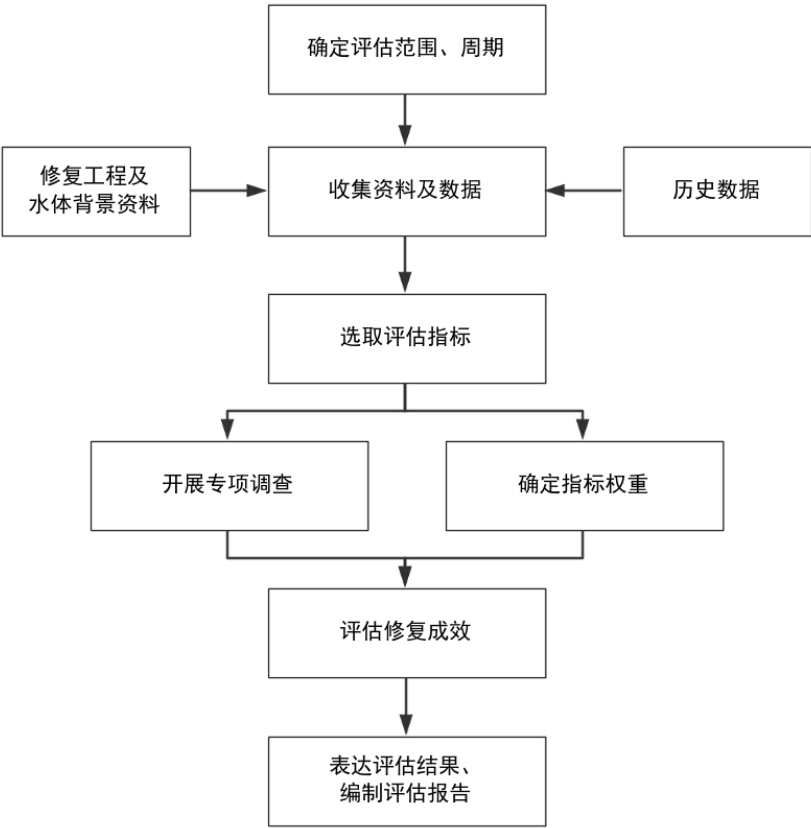 确定评估范围、周期
修复工程及
水体背景资料
收集资料及数据
历史数据
选取评估指标
开展专项调查
确定指标权重
评估修复成效
表达评估结果、
编制评估报告